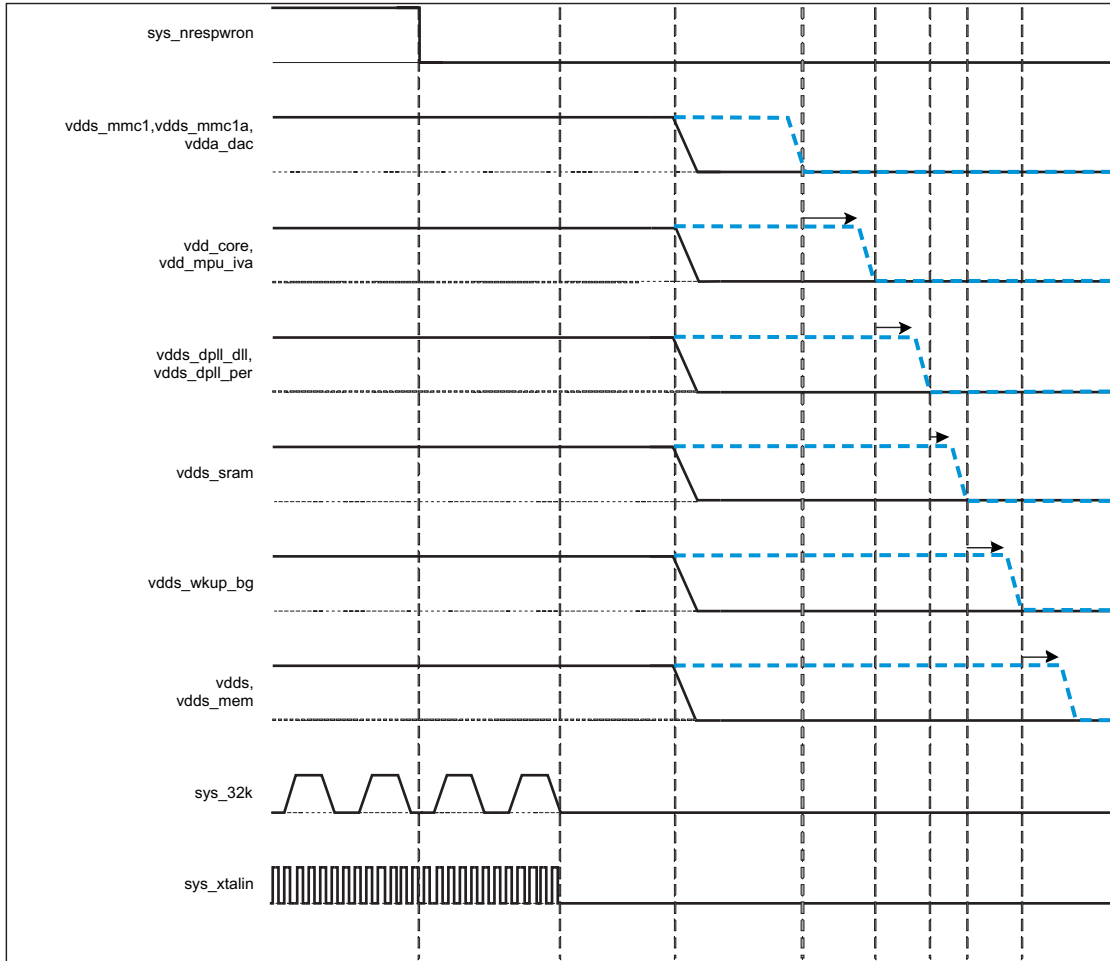 sys_nrespwron
vdds_mmc1,vdds_mmc1a,
vdda_dac
vdd_core,
vdd_mpu_iva
vdds_dpll_dll,
vdds_dpll_per
vdds_sram
vdds_wkup_bg
vdds,
vdds_mem
sys_32k
sys_xtalin